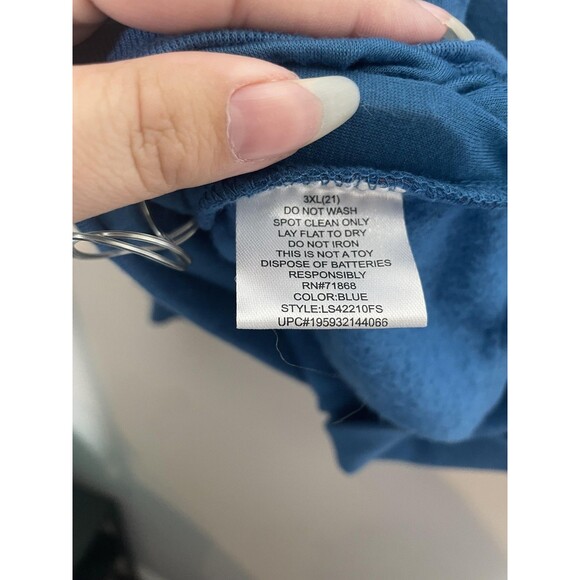 3XL(21)
DO NOT WASH
SPOT CLEAN ONLY
LAY FLAT TO DRY
DO NOT IRON
THIS IS NOT A TOY
DISPOSE OF BATTERIES
RESPONSIBLY
RN#71868
COLOR:BLUE
STYLE:LS42210FS
UPC#195932144066